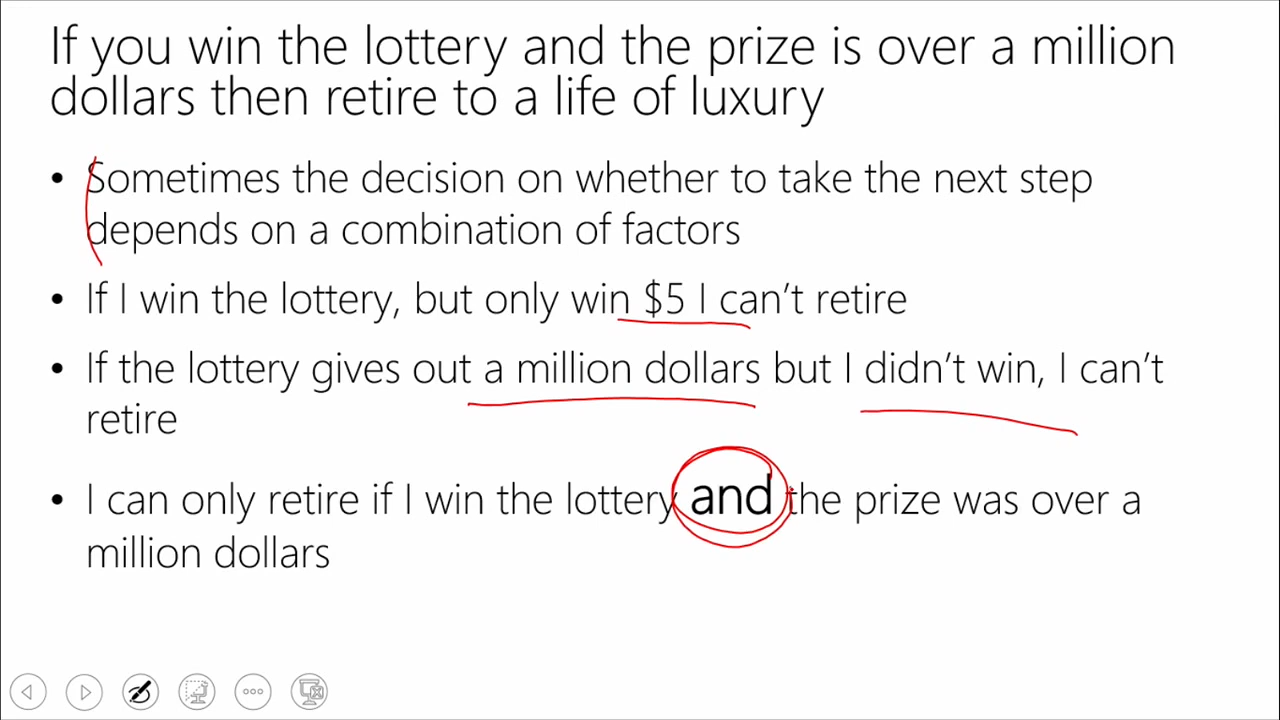 If you win the lottery and the prize is over a million
dollars then retire to a life of luxury
• Sometimes the decision on whether to take the next step
depends on a combination of factors
• If I win the lottery, but only win $5 I can’t retire
• If the lottery gives out a million dollars but I didn’t win, I can’t
retire
• I can only retire if I win the lottery and the prize was over a
million dollars